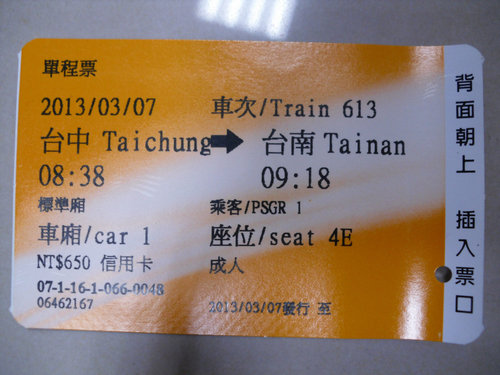 單程票
2013/03/07 車次/Train 613
台中 Taichung➡台南 Tainan
08:38 09:18
標準廂 乘客/PSGR 1
車廂/car 1 座位/seat 4E
NT$650 信用卡 成人
07-1-16-1-066-0048
06462167 2013/03/07發行 至
背面朝上 插入票口